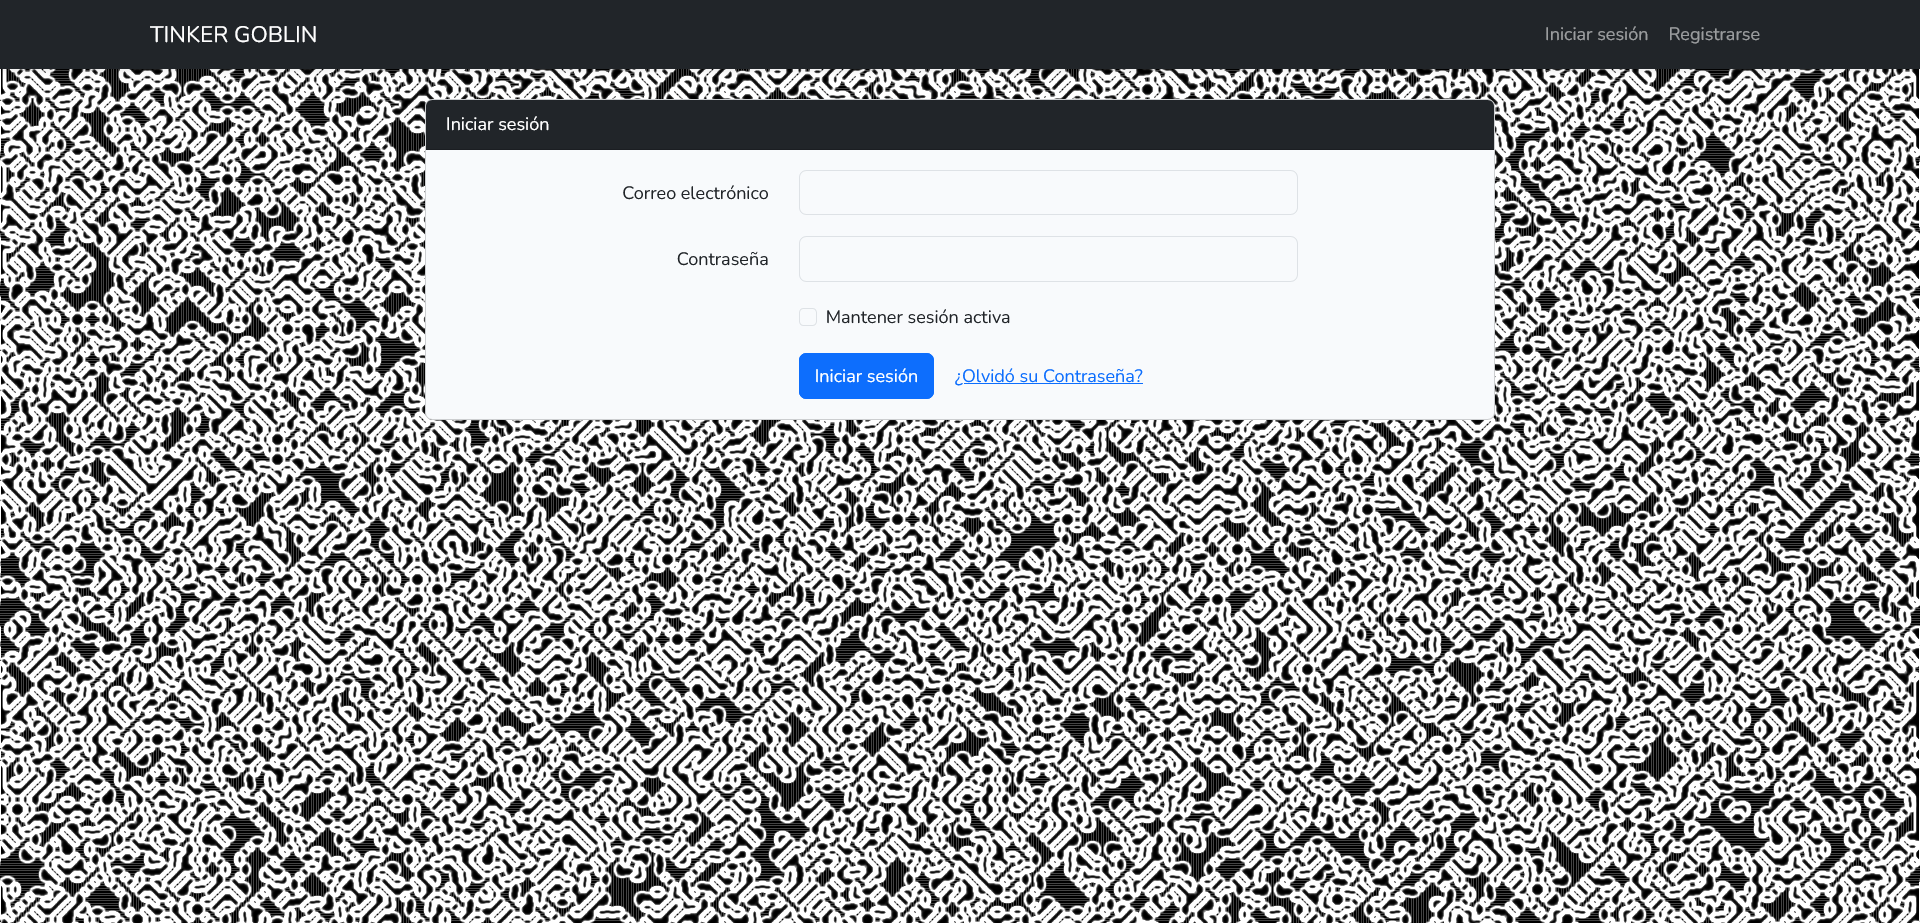 TINKER GOBLIN
Iniciar sesión
Registrarse
Iniciar sesión
Correo electrónico
Contraseña
Mantener sesión activa
Iniciar sesión
¿Olvidó su Contraseña?